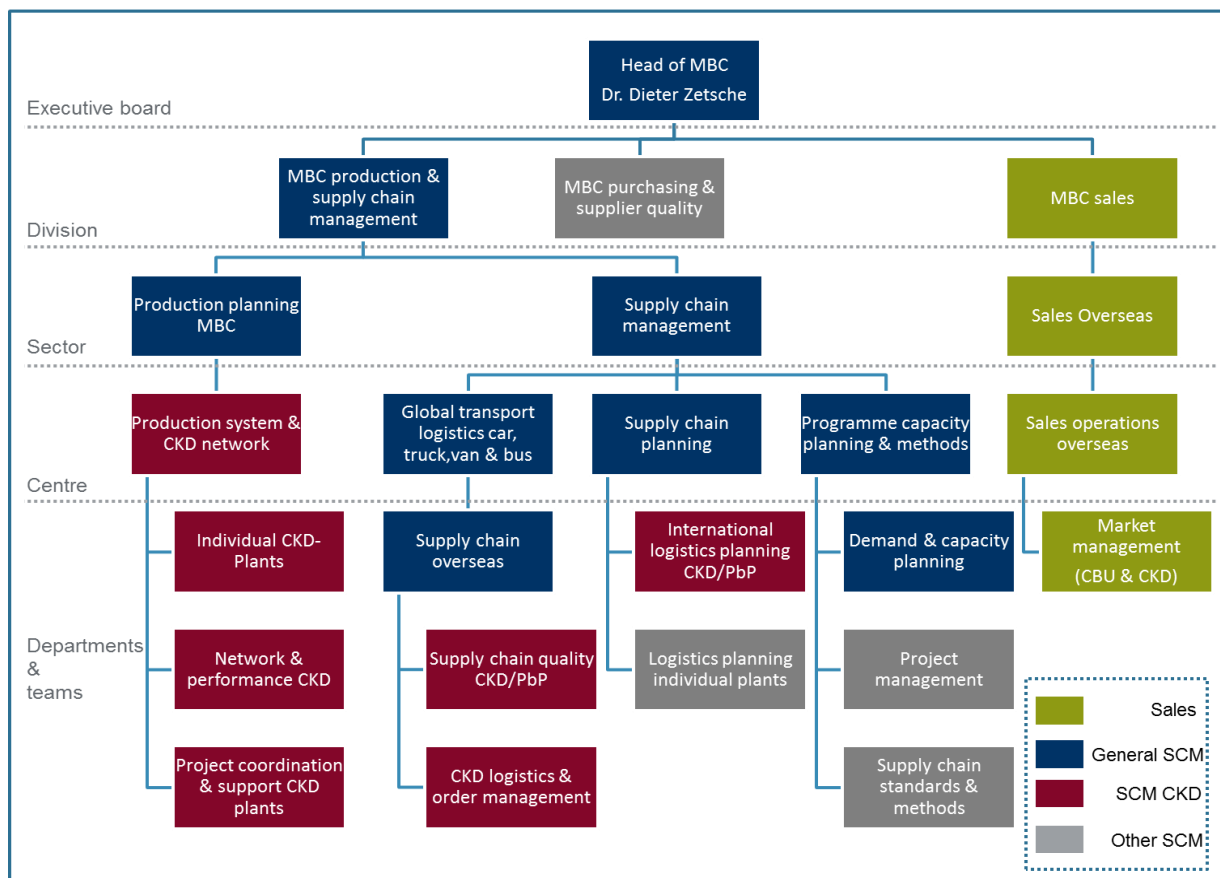 Head of MBC
Dr. Dieter Zetsche
Executive board
MBC production &
supply chain
management
MBC purchasing &
supplier quality
MBC sales
Division
Production planning
MBC
Supply chain
management
Sales Overseas
Sector
Production system &
CKD network
Global transport
logistics car,
truck,van & bus
Supply chain
planning
Programme capacity
planning & methods
Sales operations
overseas
Centre
Individual CKD-
Plants
Supply chain
overseas
International
logistics planning
CKD/PbP
Demand & capacity
planning
Market
management
(CBU & CKD)
Departments
&
teams
Network &
performance CKD
Supply chain quality
CKD/PbP
Logistics planning
individual plants
Project
management
Project coordination
& support CKD
plants
CKD logistics &
order management
Supply chain
standards &
methods
Sales
General SCM
SCM CKD
Other SCM